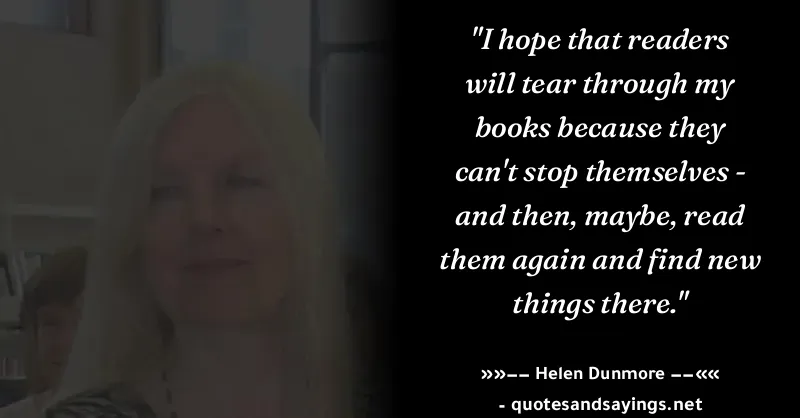 "I hope that readers
will tear through my
books because they
can't stop themselves -
and then, maybe, read
them again and find new
things there."
»»−− Helen Dunmore −−««
- quotesandsayings.net